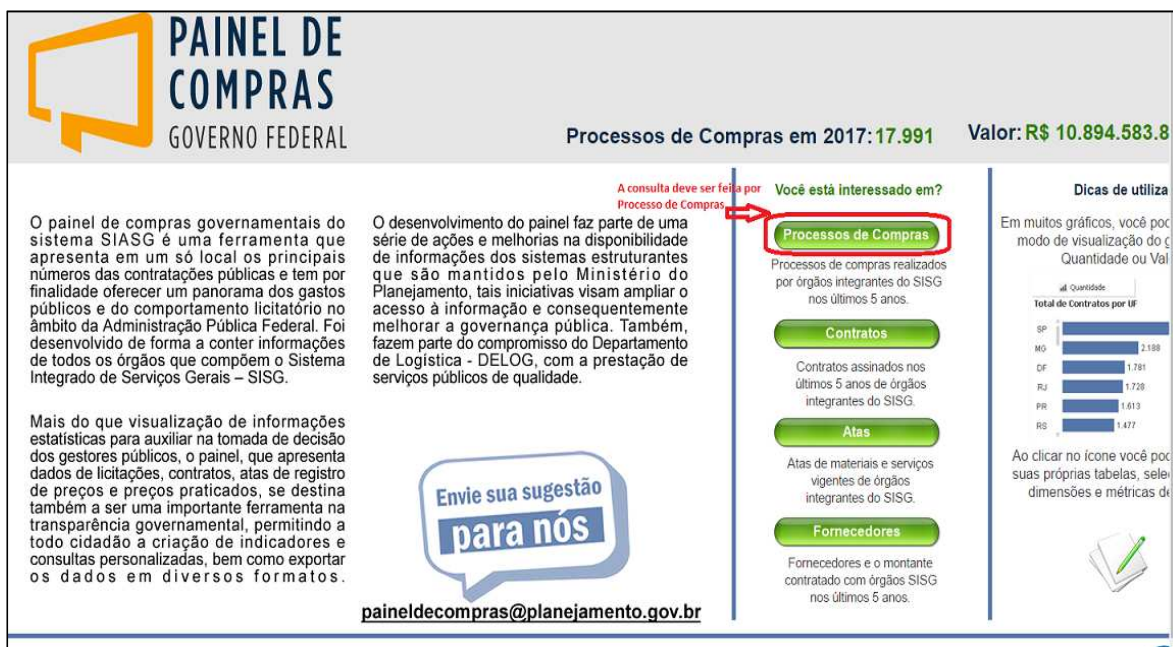 PAINEL DE
COMPRAS
GOVERNO FEDERAL
Processos de Compras em 2017: 17.991
Valor: R$ 10.894.583.8
O painel de compras governamentais do
sistema SIASG é uma ferramenta que
apresenta em um só local os principais
números das contratações públicas e tem por
finalidade oferecer um panorama dos gastos
públicos e do comportamento licitatório no
âmbito da Administração Pública Federal. Foi
desenvolvido de forma a conter informações
de todos os órgãos que compõem o Sistema
Integrado de Serviços Gerais – SISG.
Mais do que visualização de informações
estatísticas para auxiliar na tomada de decisão
dos gestores públicos, o painel, que apresenta
dados de licitações, contratos, atas de registro
de preços e preços praticados, se destina
também a ser uma importante ferramenta na
transparência governamental, permitindo a
todo cidadão a criação de indicadores e
consultas personalizadas, bem como exportar
os dados em diversos formatos.
O desenvolvimento do painel faz parte de uma
série de ações e melhorias na disponibilidade
de informações dos sistemas estruturantes
que são mantidos pelo Ministério do
Planejamento, tais iniciativas visam ampliar o
acesso à informação e consequentemente
melhorar a governança pública. Também,
fazem parte do compromisso do Departamento
de Logística - DELOG, com a prestação de
serviços públicos de qualidade.
Envie sua sugestão
para nós
paineldecompras@planejamento.gov.br
A consulta deve ser feita por
Processo de Compras
Você está interessado em?
Processos de Compras
Processos de compras realizados
por órgãos integrantes do SISG
nos últimos 5 anos.
Contratos
Contratos assinados nos
últimos 5 anos de órgãos
integrantes do SISG.
Atas
Atas de materiais e serviços
vigentes de órgãos
integrantes do SISG.
Fornecedores
Fornecedores e o montante
contratado com órgãos SISG
nos últimos 5 anos.
Dicas de utiliza
Em muitos gráficos, você poc
modo de visualização do g
Quantidade ou Val
Quantidade
Total de Contratos por UF
SP
MG 2.188
DF 1.781
RJ 1.728
PR 1.613
RS 1.477
Ao clicar no ícone você poc
suas próprias tabelas, sele
dimensões e métricas de